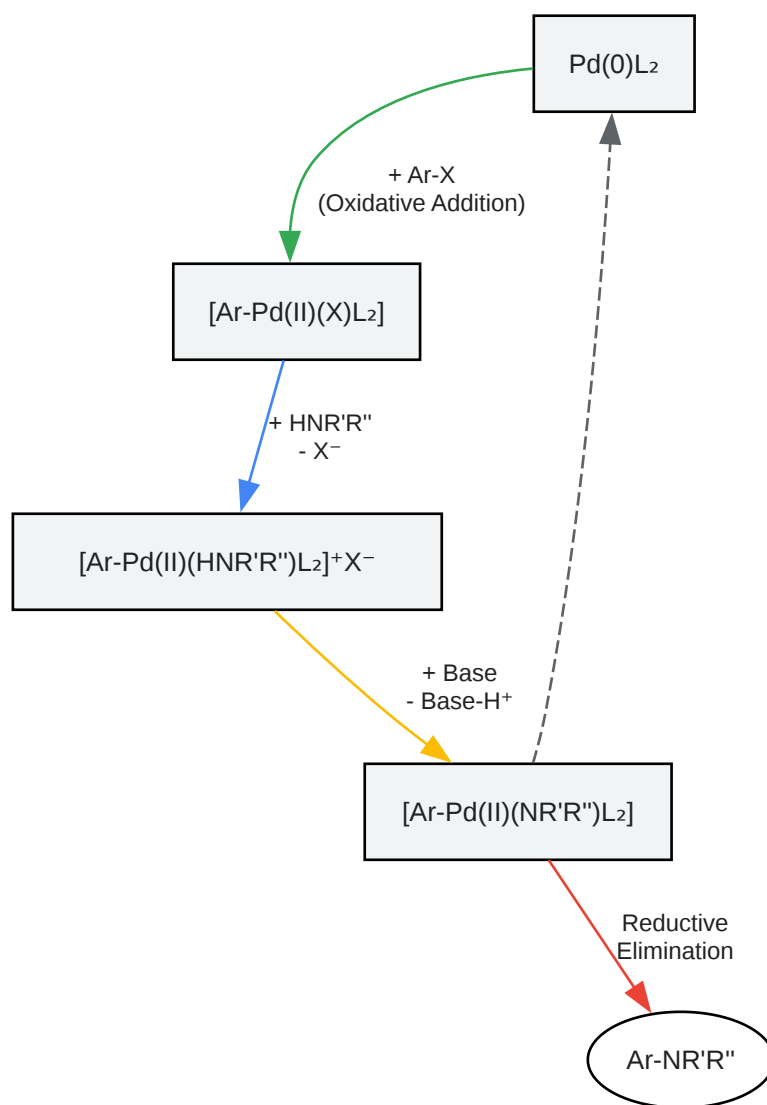 Pd(0)L₂
+ Ar-X
(Oxidative Addition)
[Ar-Pd(II)(X)L₂]
+ HNR'R"
- X⁻
[Ar-Pd(II)(HNR'R")L₂]⁺X⁻
+ Base
- Base-H⁺
[Ar-Pd(II)(NR'R")L₂]
Reductive
Elimination
Ar-NR'R"